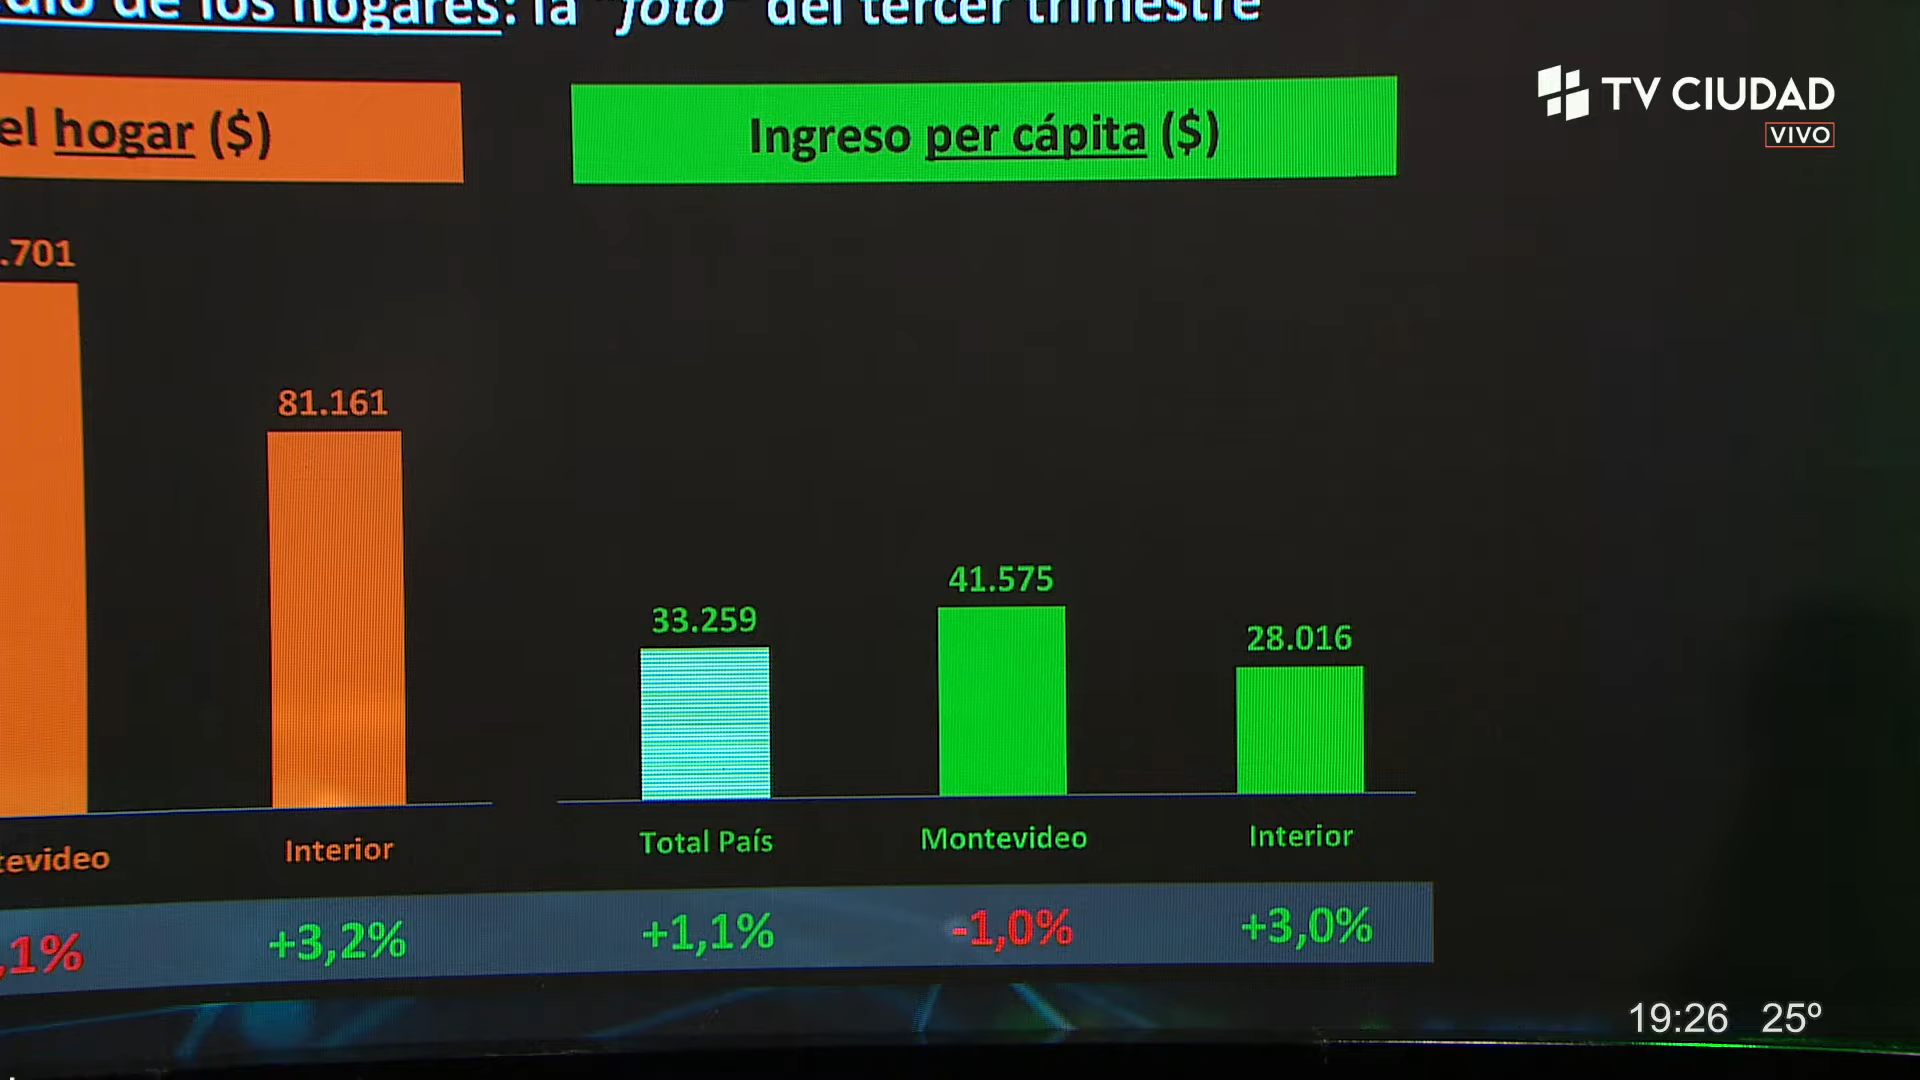 de los hogares: la "foto" del tercer trimestre
el hogar ($)
Ingreso per cápita ($)
TV CIUDAD
VIVO
.701
81.161
33.259
41.575
28.016
Interior
Total País
Montevideo
Interior
,1%
+3,2%
+1,1%
-1,0%
+3,0%
19:26 25º